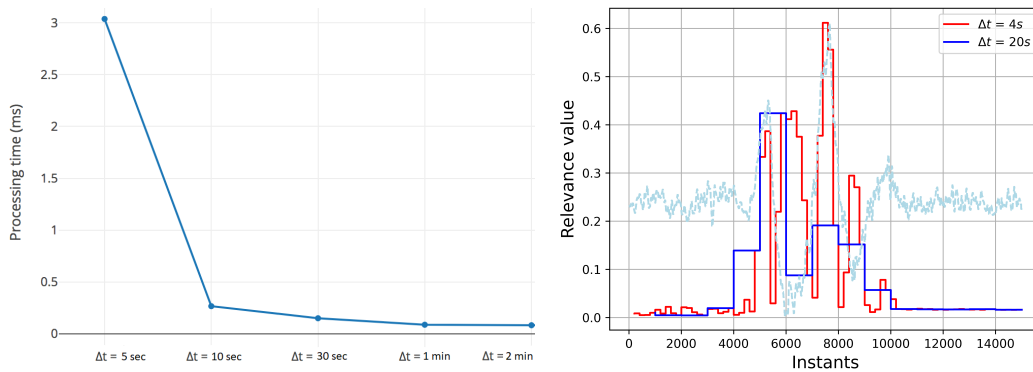 Processing time (ms)
3
2.5
2
1.5
1
0.5
0
Δt = 5 sec
Δt = 10 sec
Δt = 30 sec
Δt = 1 min
Δt = 2 min
Relevance value
0.6
0.5
0.4
0.3
0.2
0.1
0.0
0
2000
4000
6000
8000
10000
12000
14000
Instants
Δt = 4s
Δt = 20s